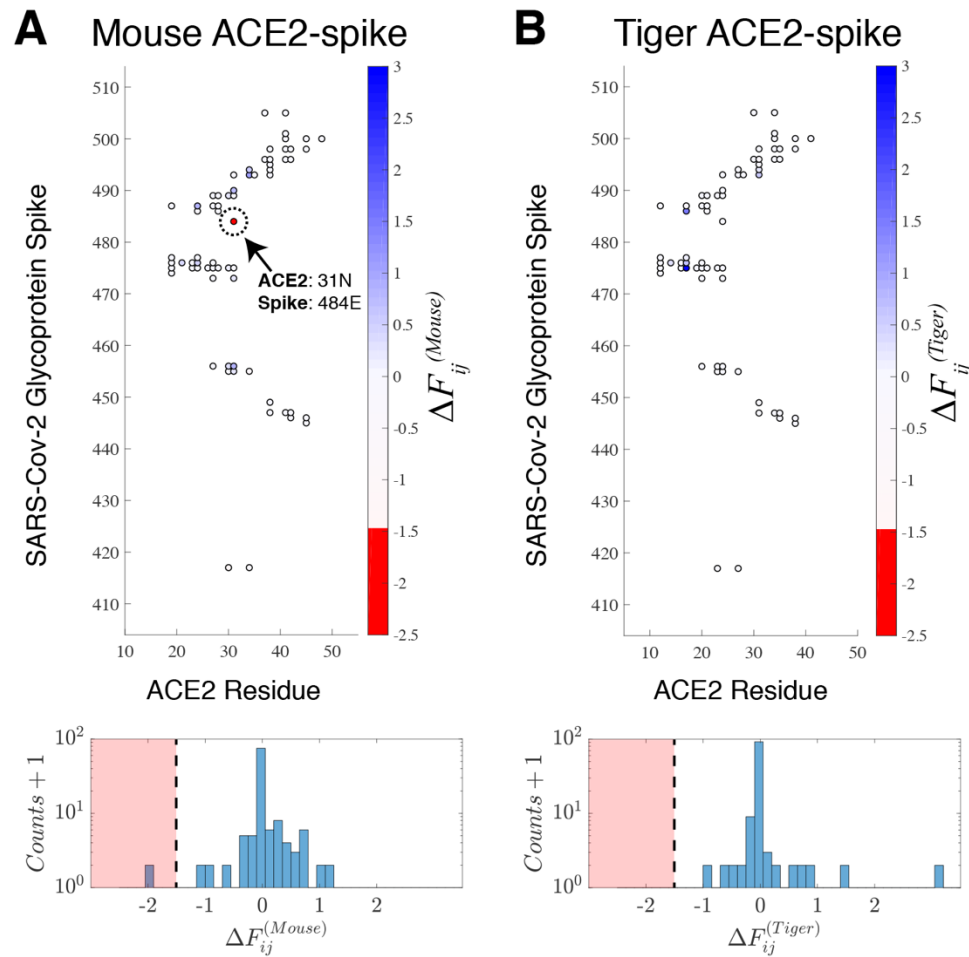 A Mouse ACE2-spike
SARS-Cov-2 Glycoprotein Spike
510
500
490
480
470
460
450
440
430
420
410
10 20 30 40 50
ACE2 Residue
ACE2: 31N
Spike: 484E
3
2.5
2
1.5
1
0.5
0
-0.5
-1
-1.5
-2
-2.5
ΔF_ij^(Mouse)
B Tiger ACE2-spike
SARS-Cov-2 Glycoprotein Spike
510
500
490
480
470
460
450
440
430
420
410
10 20 30 40 50
ACE2 Residue
3
2.5
2
1.5
1
0.5
0
-0.5
-1
-1.5
-2
-2.5
ΔF_ij^(Tiger)
Counts + 1
10^2
10^1
10^0
-2 -1 0 1 2
ΔF_ij^(Mouse)
Counts + 1
10^2
10^1
10^0
-2 -1 0 1 2
ΔF_ij^(Tiger)